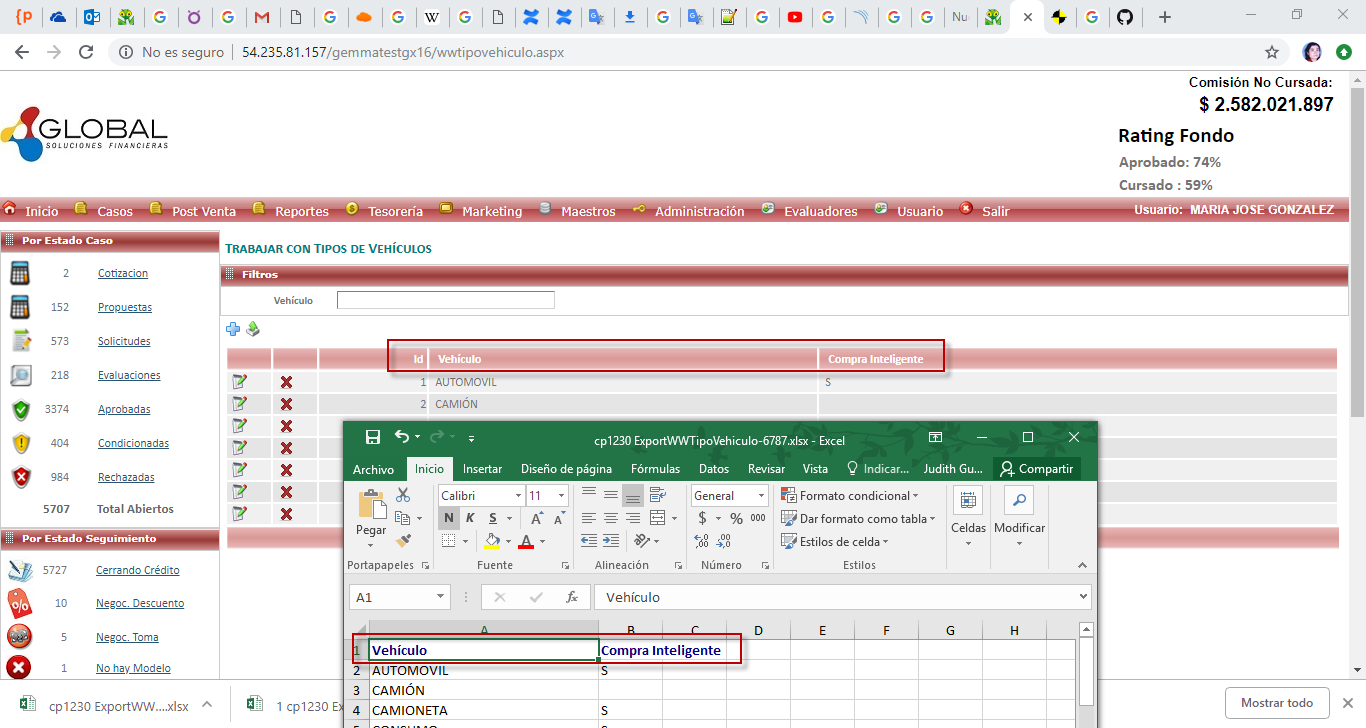 No es seguro 54.235.81.157/gemmatestgx16/wwtipovehiculo.aspx
GLOBAL
SOLUCIONES FINANCIERAS
Comisión No Cursada:
$ 2.582.021.897
Rating Fondo
Aprobado: 74%
Cursado : 59%
Inicio Casos Post Venta Reportes Tesorería Marketing Maestros Administración Evaluadores Usuario Salir Usuario: MARIA JOSE GONZALEZ
Por Estado Caso
2 Cotizacion
152 Propuestas
573 Solicitudes
218 Evaluaciones
3374 Aprobadas
404 Condicionadas
984 Rechazadas
5707 Total Abiertos
Por Estado Seguimiento
5727 Cerrando Crédito
10 Negoc. Descuento
5 Negoc. Toma
1 No hay Modelo
TRABAJAR CON TIPOS DE VEHÍCULOS
Filtros
Vehículo
Id Vehículo Compra Inteligente
1 AUTOMOVIL S
2 CAMIÓN
cp1230 ExportWWTipoVehiculo-6787.xlsx - Excel
Archivo Inicio Insertar Diseño de página Fórmulas Datos Revisar Vista Indicar... Judith Gu... Compartir
Pegar
Calibri 11
N K S
General
$ % 000
Formato condicional
Dar formato como tabla
Estilos de celda
Celdas
Modificar
Portapapeles Fuente Alineación Número Estilos
A1 fx Vehículo
A B C D E F G H
1 Vehículo Compra Inteligente
2 AUTOMOVIL S
3 CAMIÓN
4 CAMIONETA S
cp1230 ExportWW....xlsx
1 cp1230 Ex
Mostrar todo